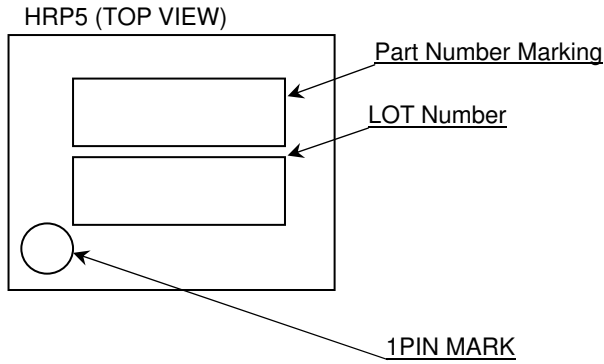 HRP5 (TOP VIEW)
Part Number Marking
LOT Number
1PIN MARK